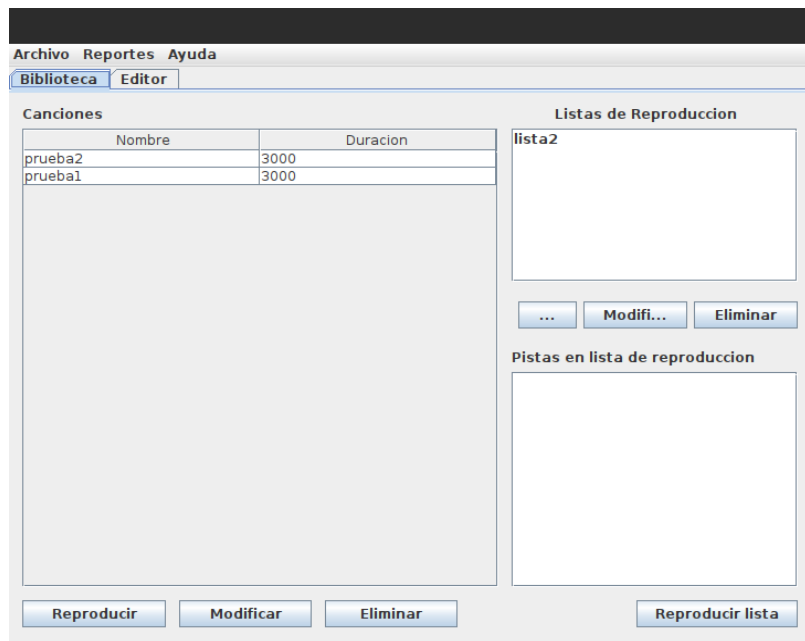 Archivo Reportes Ayuda
Biblioteca Editor
Canciones
Nombre Duracion
prueba2 3000
prueba1 3000
Reproducir Modificar Eliminar
Listas de Reproduccion
lista2
... Modifi... Eliminar
Pistas en lista de reproduccion
Reproducir lista